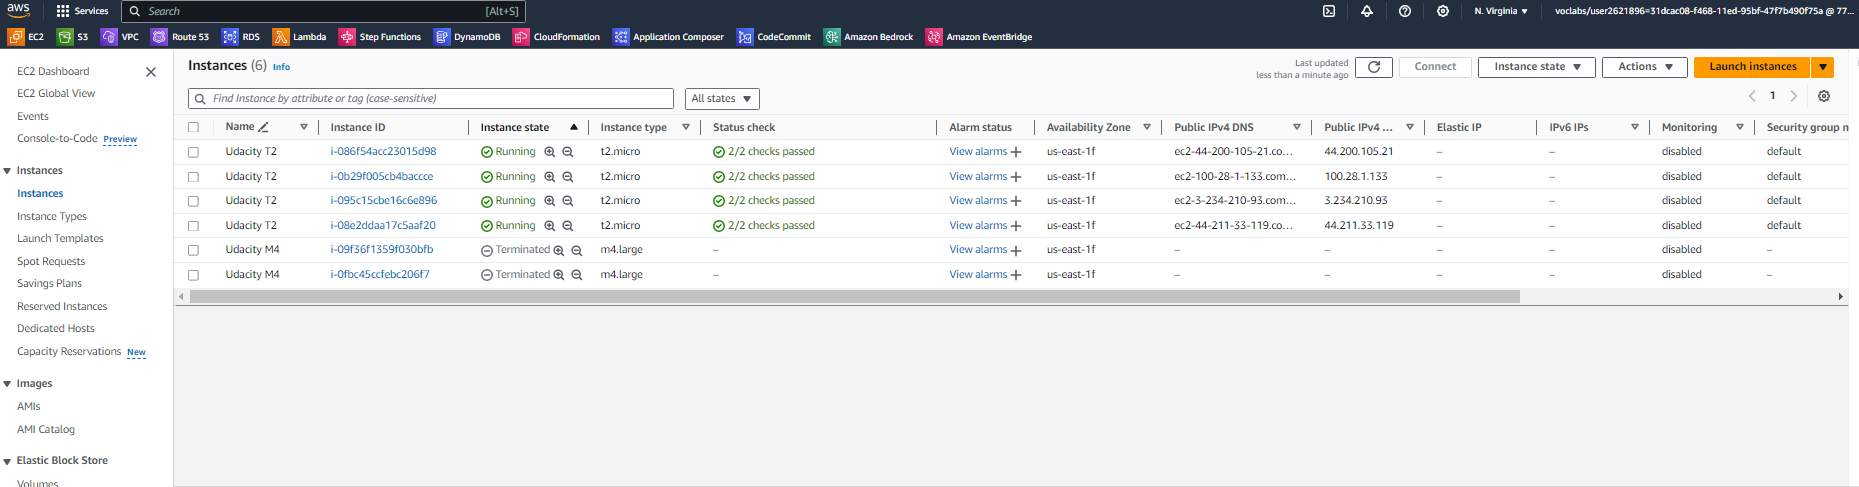 aws Services Search [Alt+S] N. Virginia voclabs/user2621896=31dcac08-f468-11ed-95bf-47f7b490f75a @ 77...
EC2 S3 VPC Route 53 RDS Lambda Step Functions DynamoDB CloudFormation Application Composer CodeCommit Amazon Bedrock Amazon EventBridge
EC2 Dashboard
EC2 Global View
Events
Console-to-Code Preview
Instances
Instances
Instance Types
Launch Templates
Spot Requests
Savings Plans
Reserved Instances
Dedicated Hosts
Capacity Reservations New
Images
AMIs
AMI Catalog
Elastic Block Store
Volumes
Instances (6) Info
Last updated
less than a minute ago
Connect Instance state Actions Launch instances
Find Instance by attribute or tag (case-sensitive) All states 1
Name Instance ID Instance state Instance type Status check Alarm status Availability Zone Public IPv4 DNS Public IPv4 ... Elastic IP IPv6 IPs Monitoring Security group n
Udacity T2 i-086f54acc23015d98 Running t2.micro 2/2 checks passed View alarms + us-east-1f ec2-44-200-105-21.co... 44.200.105.21 – – disabled default
Udacity T2 i-0b29f005cb4baccce Running t2.micro 2/2 checks passed View alarms + us-east-1f ec2-100-28-1-133.com... 100.28.1.133 – – disabled default
Udacity T2 i-095c15cbe16c6e896 Running t2.micro 2/2 checks passed View alarms + us-east-1f ec2-3-234-210-93.com... 3.234.210.93 – – disabled default
Udacity T2 i-08e2ddaa17c5aaf20 Running t2.micro 2/2 checks passed View alarms + us-east-1f ec2-44-211-33-119.co... 44.211.33.119 – – disabled default
Udacity M4 i-09f36f1359f030bfb Terminated m4.large – View alarms + us-east-1f – – – – disabled –
Udacity M4 i-0fbc45ccfebc206f7 Terminated m4.large – View alarms + us-east-1f – – – – disabled –